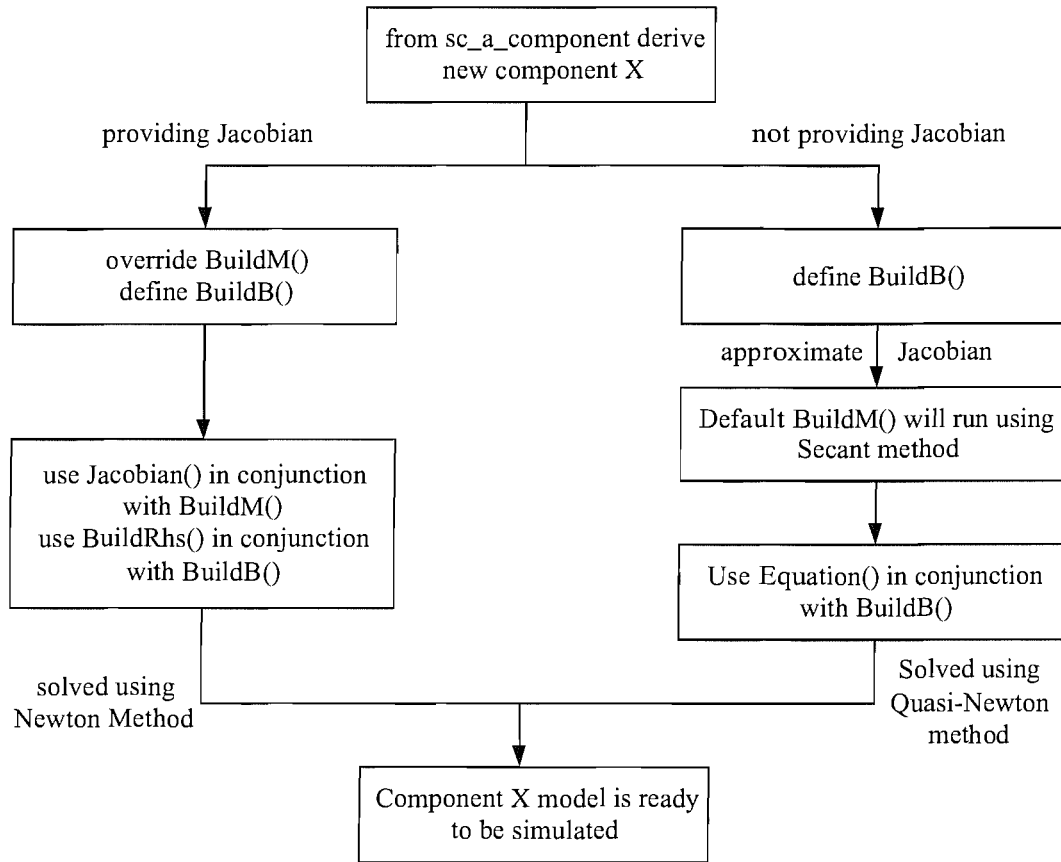 from sc_a_component derive
new component X
providing Jacobian
not providing Jacobian
override BuildM()
define BuildB()
define BuildB()
approximate Jacobian
Default BuildM() will run using
Secant method
use Jacobian() in conjunction
with BuildM()
use BuildRhs() in conjunction
with BuildB()
Use Equation() in conjunction
with BuildB()
solved using
Newton Method
Solved using
Quasi-Newton
method
Component X model is ready
to be simulated